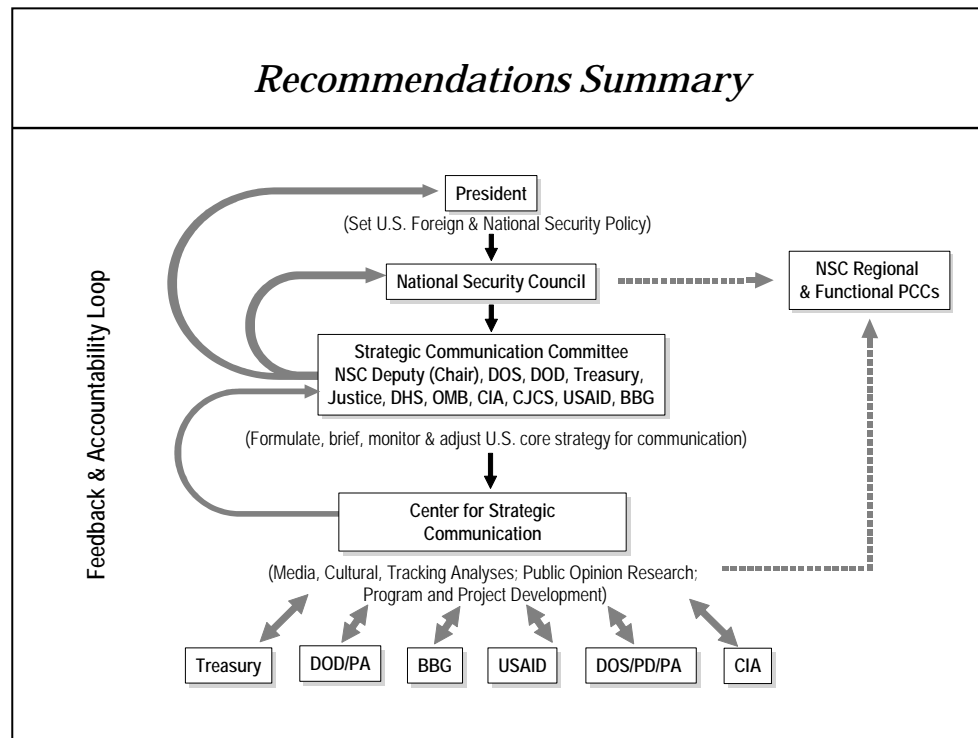 Recommendations Summary
President
(Set U.S. Foreign & National Security Policy)
National Security Council
NSC Regional
& Functional PCCs
Strategic Communication Committee
NSC Deputy (Chair), DOS, DOD, Treasury,
Justice, DHS, OMB, CIA, CJCS, USAID, BBG
(Formulate, brief, monitor & adjust U.S. core strategy for communication)
Feedback & Accountability Loop
Center for Strategic
Communication
(Media, Cultural, Tracking Analyses; Public Opinion Research;
Program and Project Development)
Treasury
DOD/PA
BBG
USAID
DOS/PD/PA
CIA